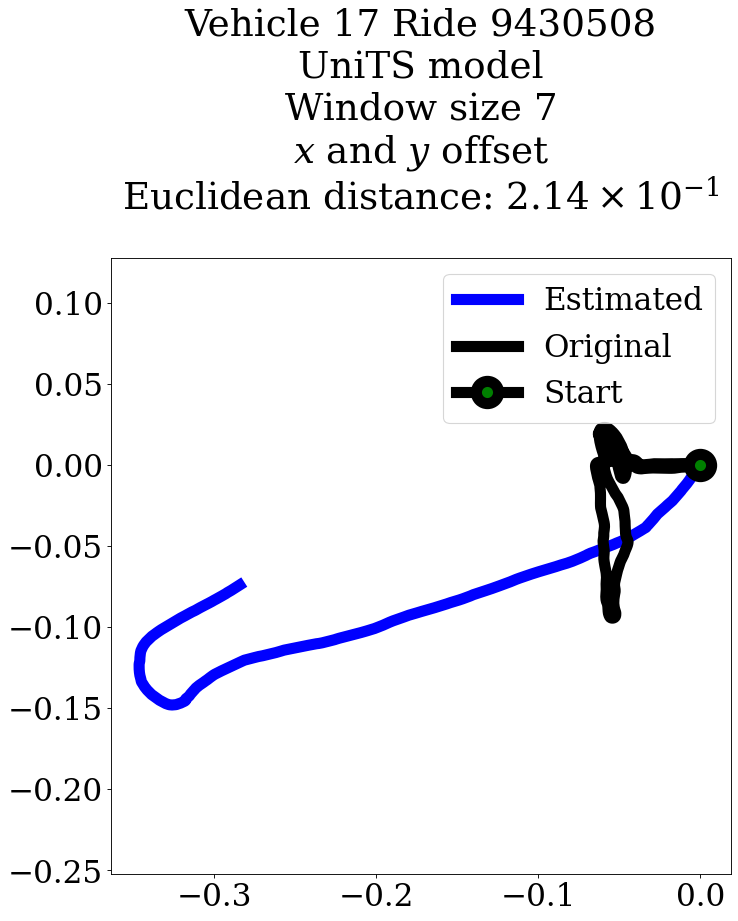 Vehicle 17 Ride 9430508
UniTS model
Window size 7
x and y offset
Euclidean distance: 2.14 × 10⁻¹
Estimated
Original
Start
0.10
0.05
0.00
−0.05
−0.10
−0.15
−0.20
−0.25
−0.3 −0.2 −0.1 0.0